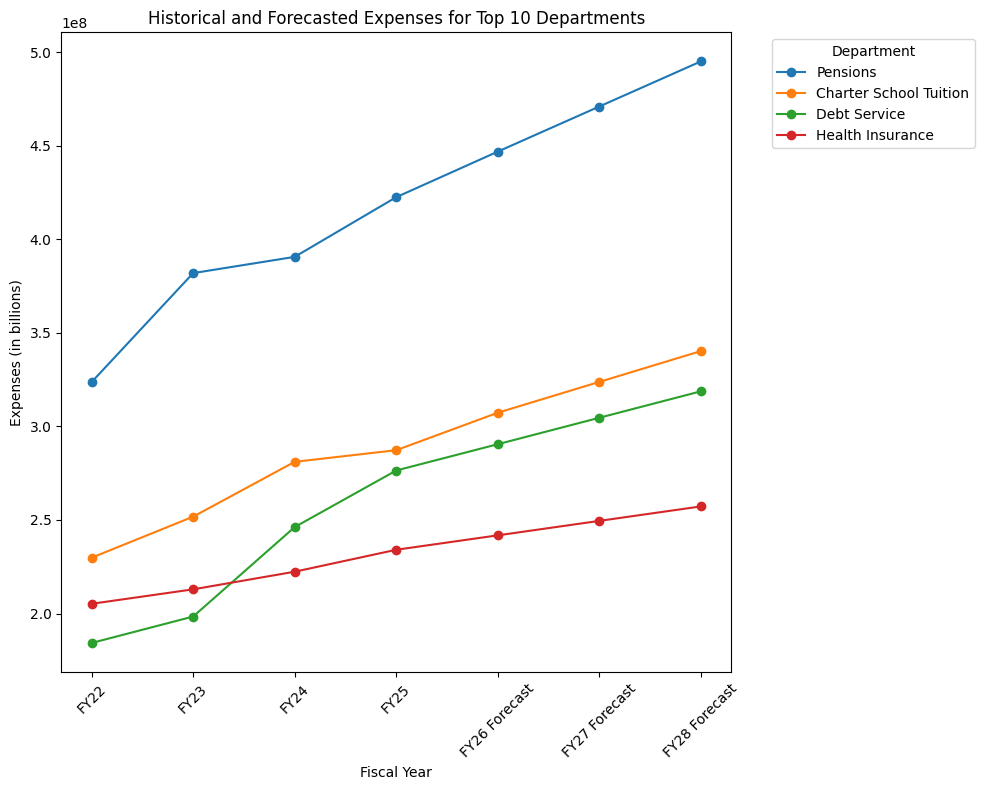 Historical and Forecasted Expenses for Top 10 Departments
1e8
5.0
4.5
4.0
3.5
3.0
2.5
2.0
Expenses (in billions)
FY22
FY23
FY24
FY25
FY26 Forecast
FY27 Forecast
FY28 Forecast
Fiscal Year
Department
Pensions
Charter School Tuition
Debt Service
Health Insurance